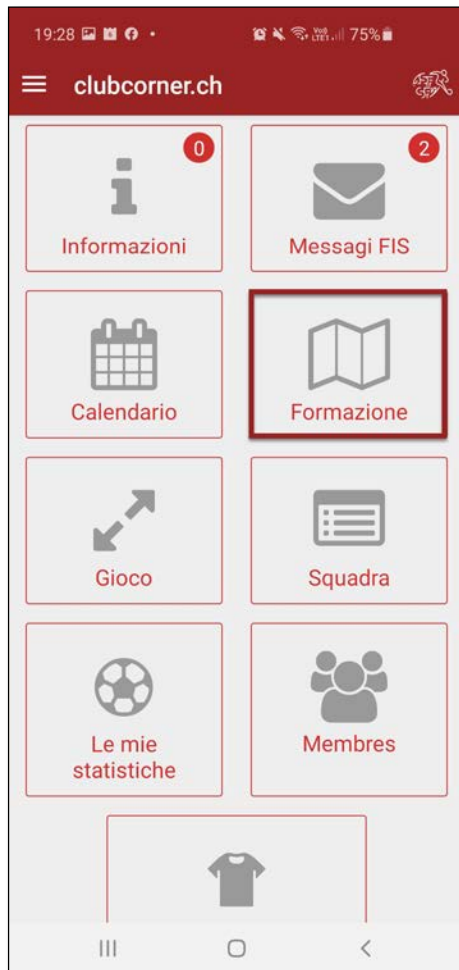 19:28 75%
clubcorner.ch
0 2
Informazioni Messagi FIS
Calendario Formazione
Gioco Squadra
Le mie
statistiche
Membres